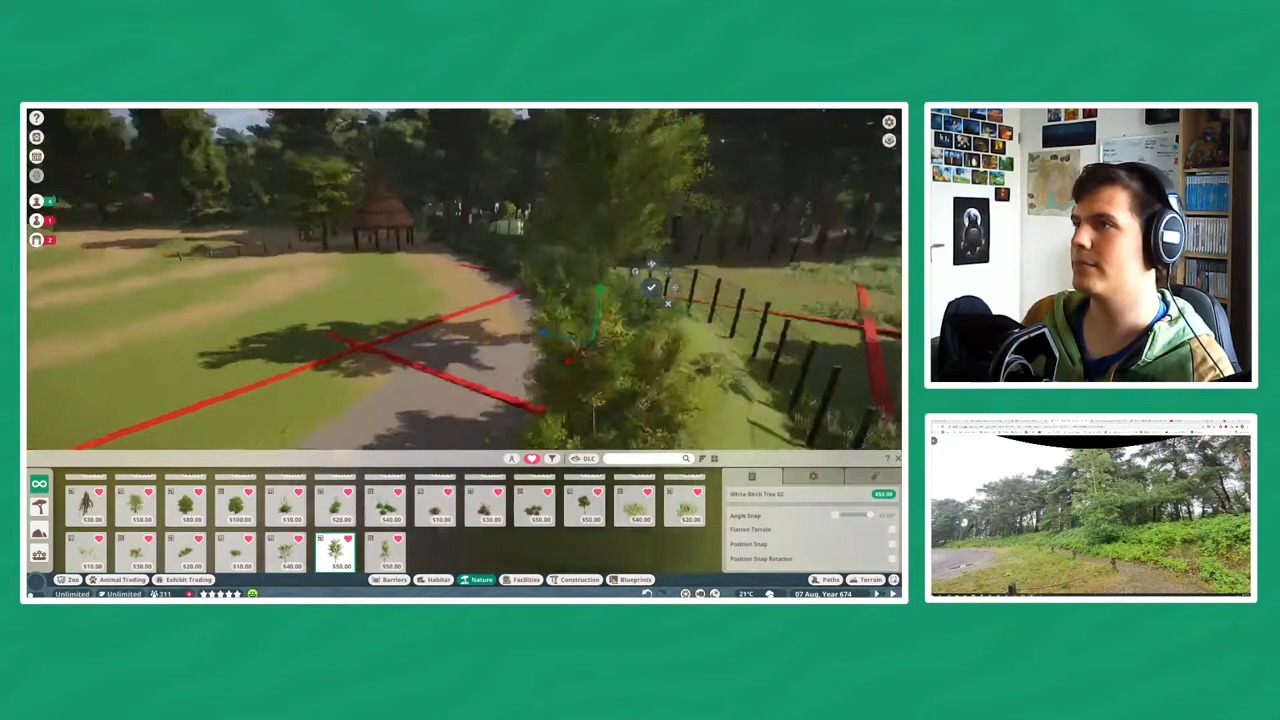 ?
4
1
2
DLC
?
$30.00 $50.00 $80.00 $100.00 $10.00 $20.00 $40.00 $10.00 $30.00 $50.00 $50.00 $40.00 $20.00
$10.00 $30.00 $20.00 $10.00 $40.00 $50.00 $50.00
White Birch Tree 02 $50.00
Angle Snap
Flatten Terrain
Position Snap
Position Snap Rotation
Zoo Animal Trading Exhibit Trading Barriers Habitat Nature Facilities Construction Blueprints Paths Terrain
Unlimited Unlimited 311 21°C 07 Aug, Year 674